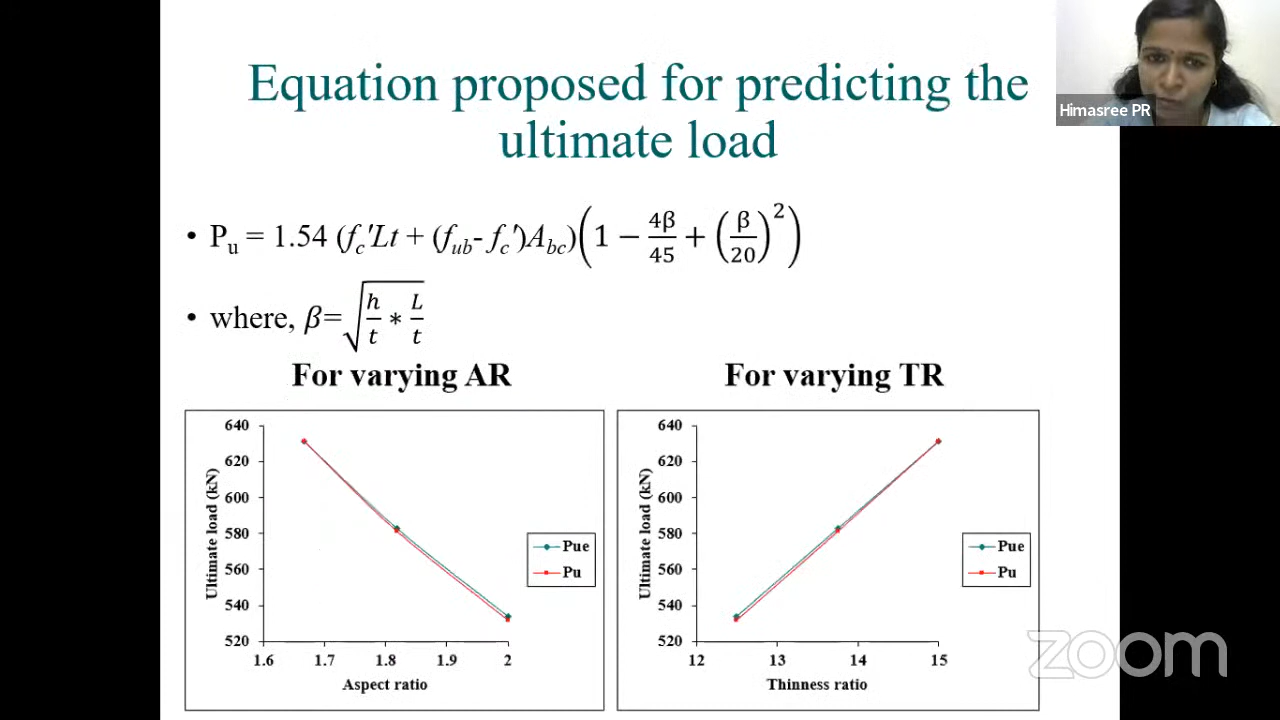 Equation proposed for predicting the
ultimate load
Himasree PR
• Pu = 1.54 (fc'Lt + (fub- fc')Abc)(1 − 4β/45 + (β/20)²)
• where, β=√(h/t * L/t)
For varying AR
For varying TR
640
620
600
580
560
540
520
1.6 1.7 1.8 1.9 2
Ultimate load (kN)
Aspect ratio
Pue
Pu
640
620
600
580
560
540
520
12 13 14 15
Ultimate load (kN)
Thinness ratio
Pue
Pu
zoom